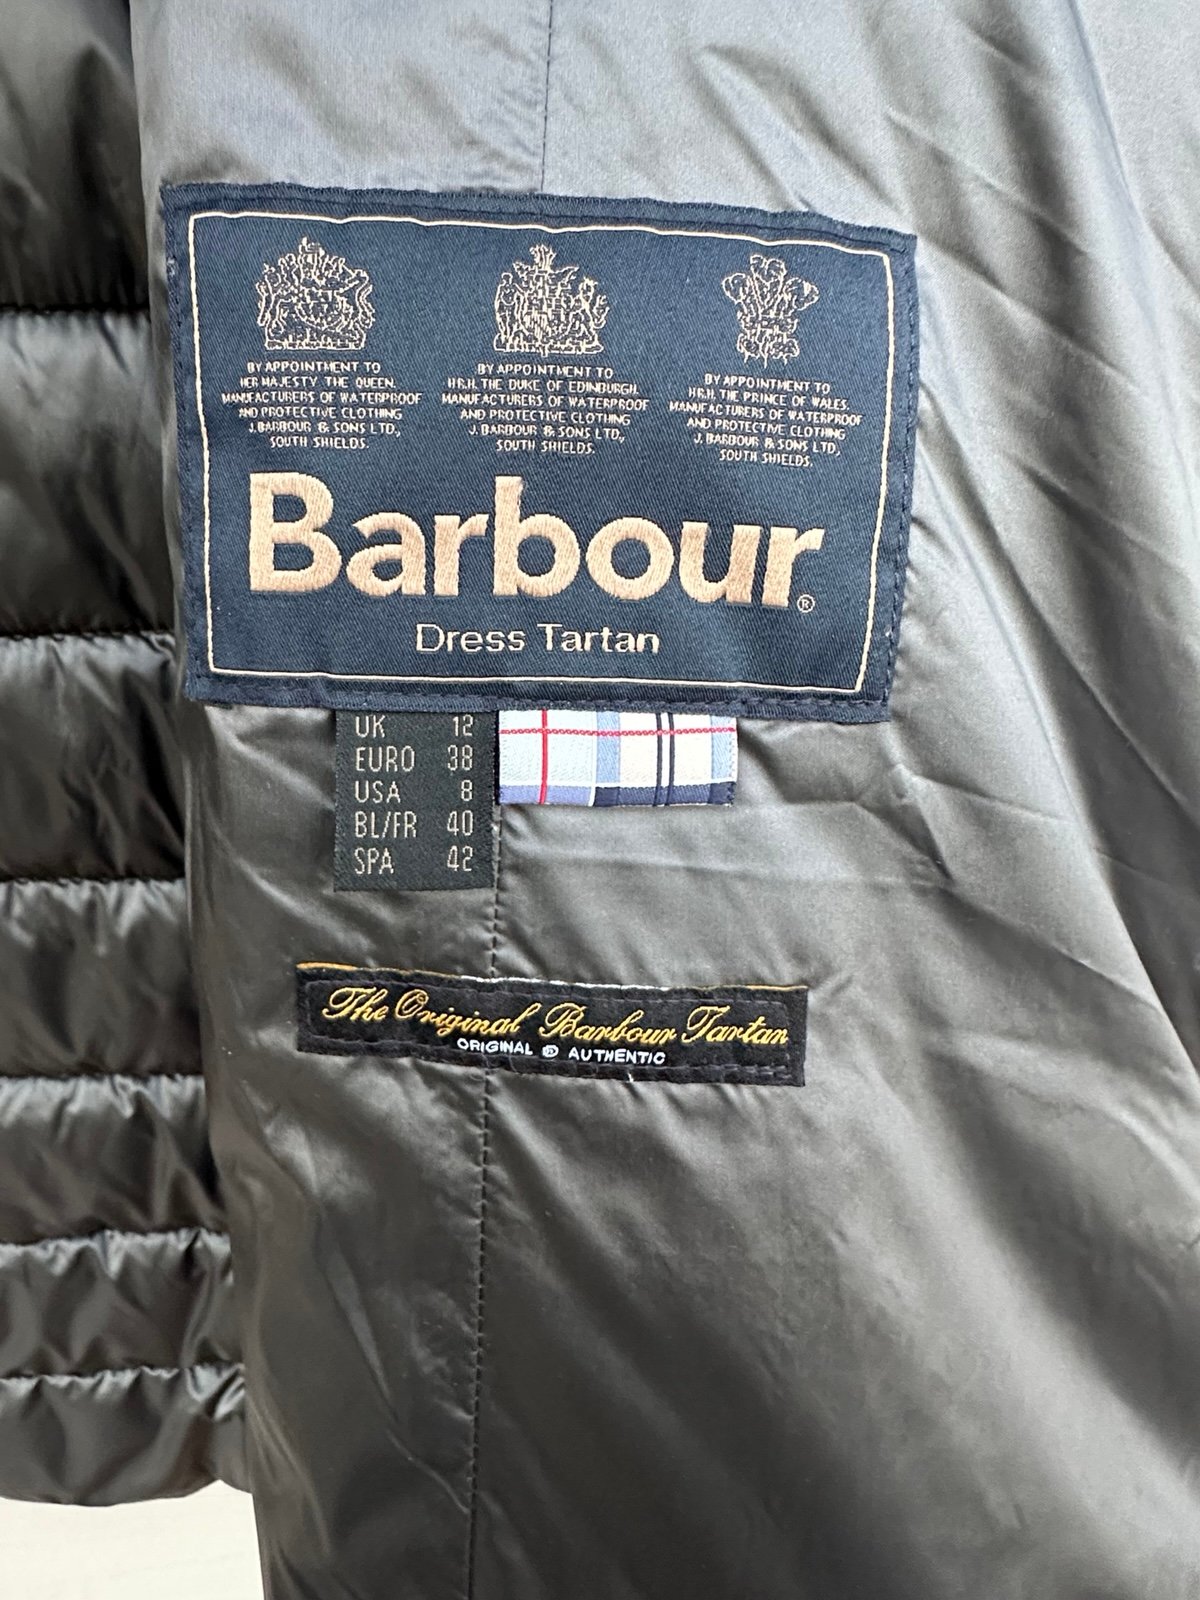 BY APPOINTMENT TO
HER MAJESTY THE QUEEN.
MANUFACTURERS OF WATERPROOF
AND PROTECTIVE CLOTHING
J. BARBOUR & SONS LTD.,
SOUTH SHIELDS.
BY APPOINTMENT TO
H.R.H. THE DUKE OF EDINBURGH.
MANUFACTURERS OF WATERPROOF
AND PROTECTIVE CLOTHING
J. BARBOUR & SONS LTD.,
SOUTH SHIELDS.
BY APPOINTMENT TO
H.R.H. THE PRINCE OF WALES.
MANUFACTURERS OF WATERPROOF
AND PROTECTIVE CLOTHING
J. BARBOUR & SONS LTD.,
SOUTH SHIELDS.
Barbour®
Dress Tartan
UK 12
EURO 38
USA 8
BL/FR 40
SPA 42
The Original Barbour Tartan
ORIGINAL ® AUTHENTIC